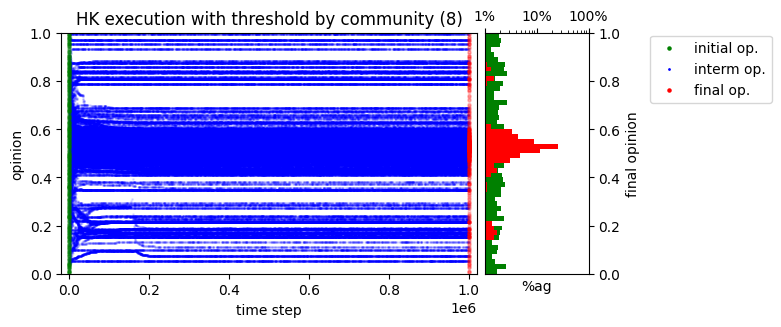 HK execution with threshold by community (8)
1% 10% 100%
initial op.
interm op.
final op.
1.0
0.8
0.6
0.4
0.2
0.0
opinion
0.0 0.2 0.4 0.6 0.8 1.0
1e6
time step
%ag
1.0
0.8
0.6
0.4
0.2
0.0
final opinion